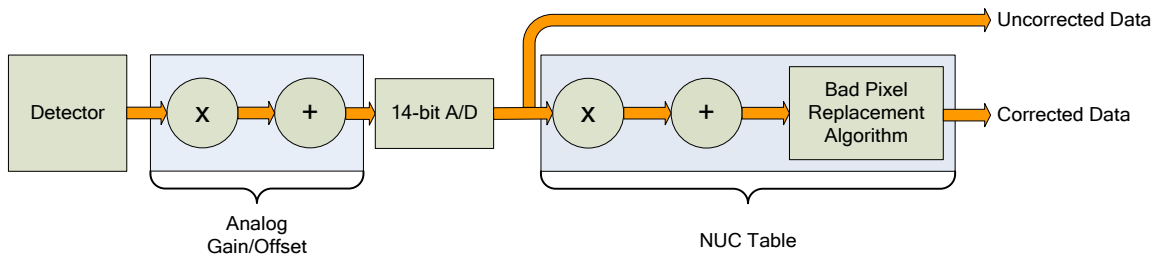 Uncorrected Data
Detector
x
+
14-bit A/D
x
+
Bad Pixel
Replacement
Algorithm
Corrected Data
Analog
Gain/Offset
NUC Table